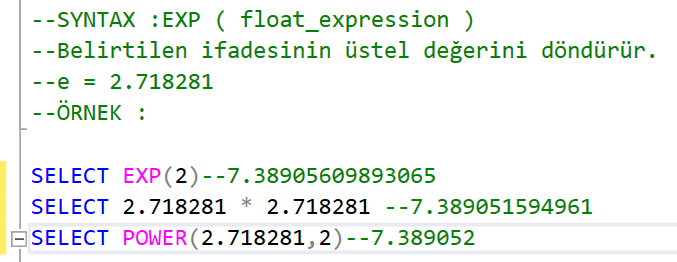 --SYNTAX :EXP ( float_expression )
--Belirtilen ifadesinin üstel değerini döndürür.
--e = 2.718281
--ÖRNEK :
SELECT EXP(2)--7.38905609893065
SELECT 2.718281 * 2.718281 --7.389051594961
SELECT POWER(2.718281,2)--7.389052